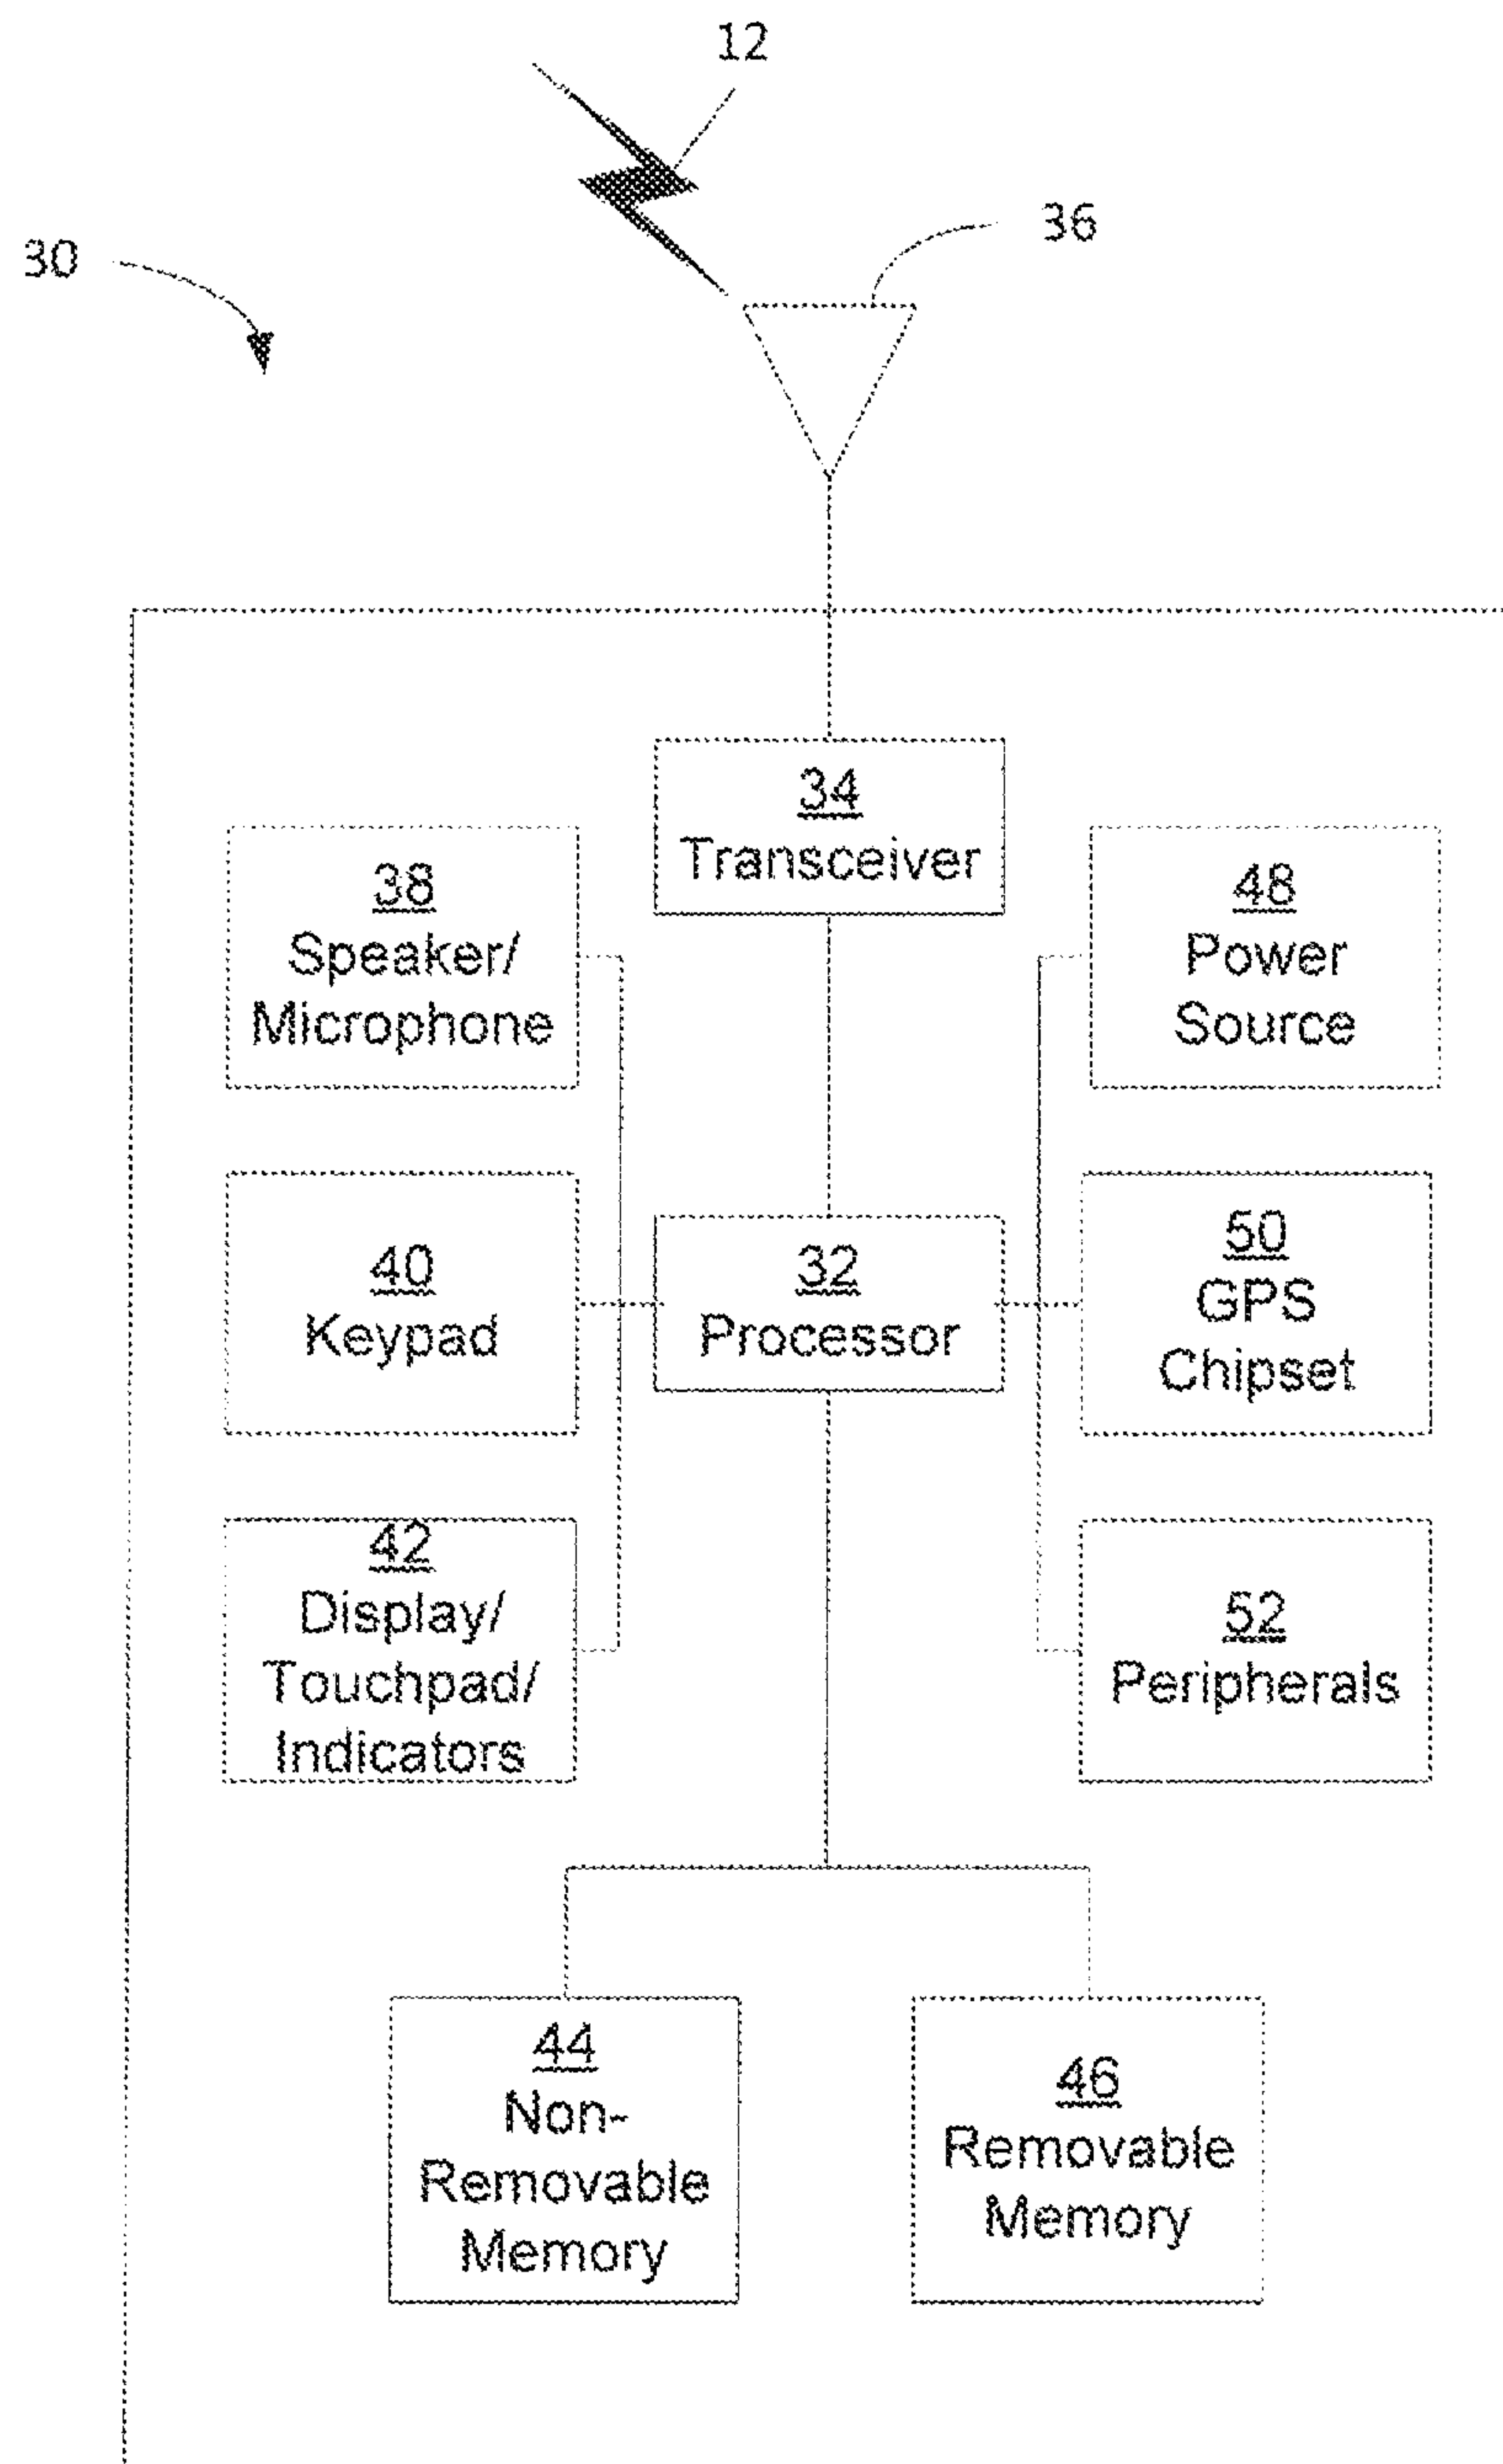 12
36
30
34
Transceiver
38
Speaker/
Microphone
48
Power
Source
40
Keypad
32
Processor
50
GPS
Chipset
42
Display/
Touchpad/
Indicators
52
Peripherals
44
Non-
Removable
Memory
46
Removable
Memory